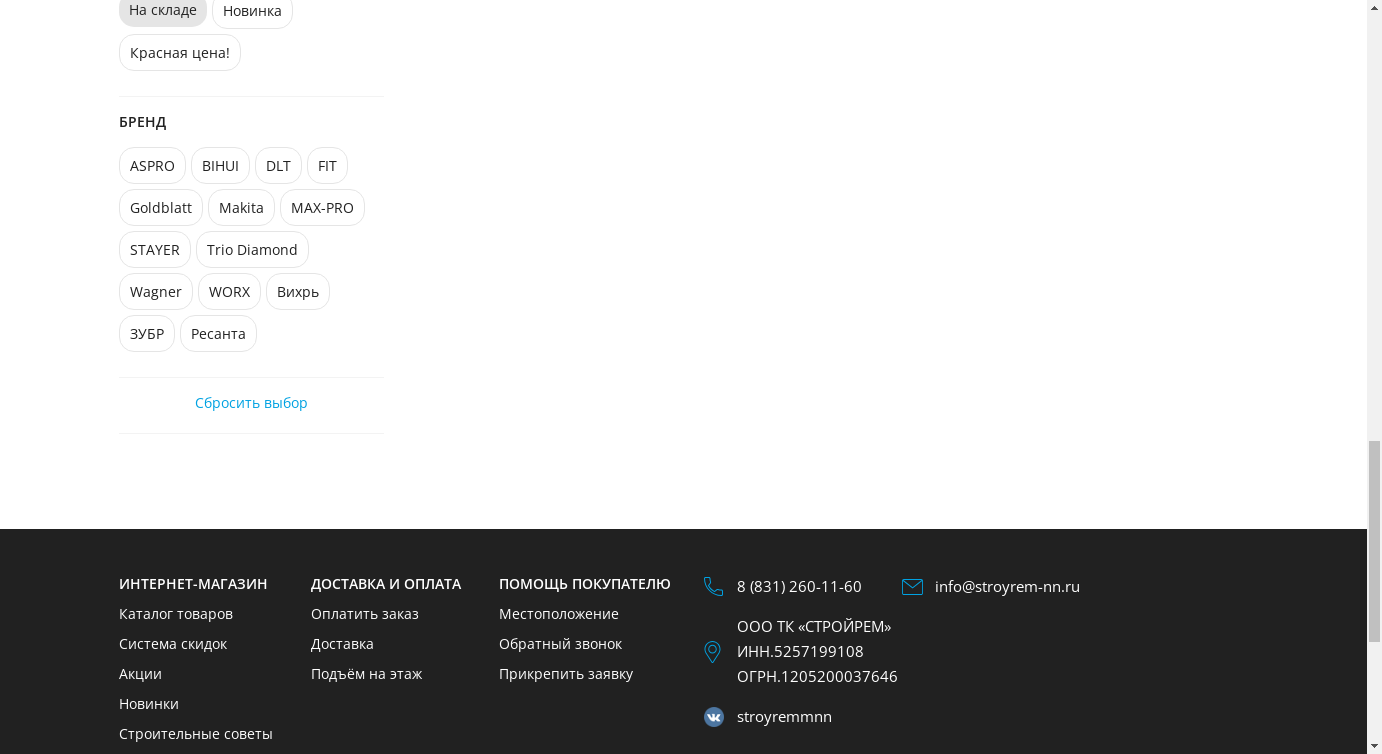 На складе Новинка
Красная цена!
БРЕНД
ASPRO BIHUI DLT FIT
Goldblatt Makita MAX-PRO
STAYER Trio Diamond
Wagner WORX Вихрь
ЗУБР Ресанта
Сбросить выбор
ИНТЕРНЕТ-МАГАЗИН
Каталог товаров
Система скидок
Акции
Новинки
Строительные советы
ДОСТАВКА И ОПЛАТА
Оплатить заказ
Доставка
Подъём на этаж
ПОМОЩЬ ПОКУПАТЕЛЮ
Местоположение
Обратный звонок
Прикрепить заявку
8 (831) 260-11-60
info@stroyrem-nn.ru
ООО ТК «СТРОЙРЕМ»
ИНН.5257199108
ОГРН.1205200037646
stroyremmnn